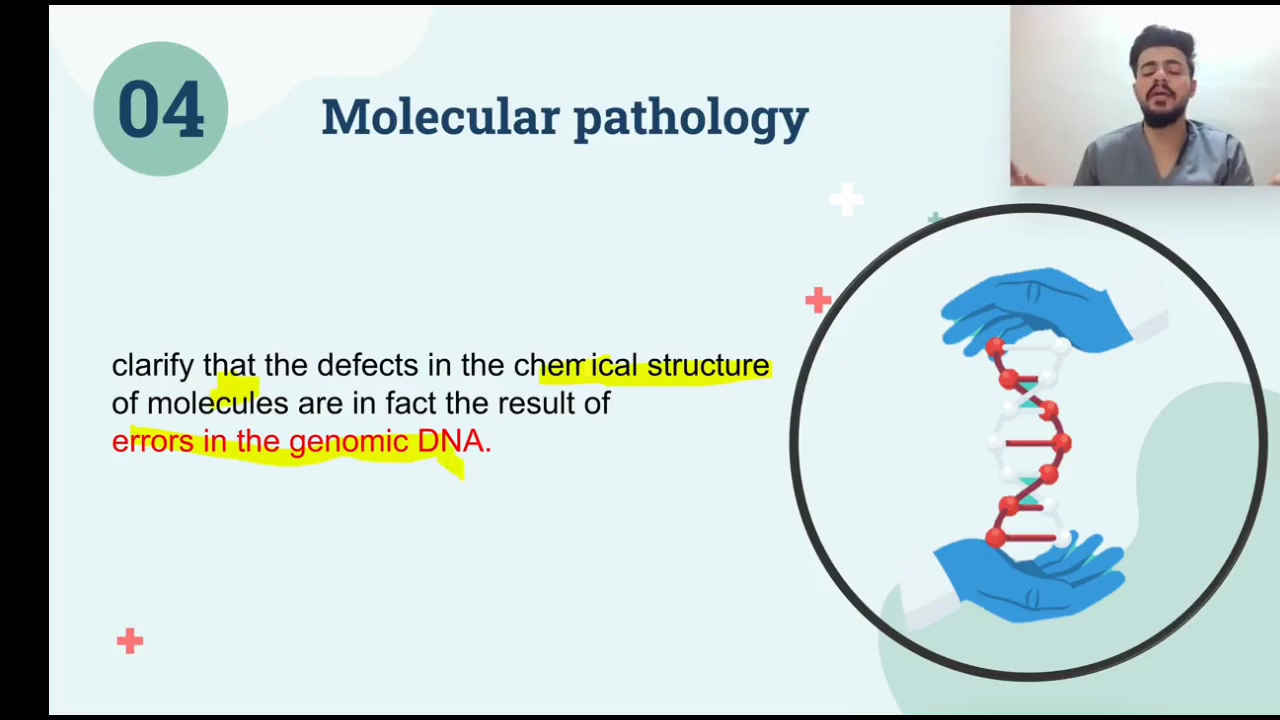 04
Molecular pathology
clarify that the defects in the chemical structure
of molecules are in fact the result of
errors in the genomic DNA.